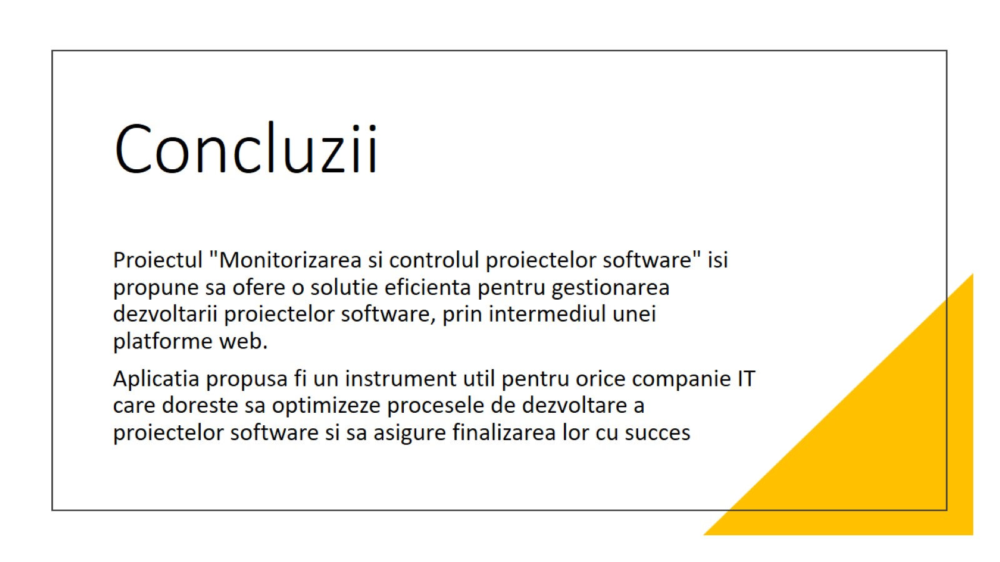 Concluzii
Proiectul "Monitorizarea si controlul proiectelor software" isi
propune sa ofere o solutie eficienta pentru gestionarea
dezvoltarii proiectelor software, prin intermediul unei
platforme web.
Aplicatia propusa fi un instrument util pentru orice companie IT
care doreste sa optimizeze procesele de dezvoltare a
proiectelor software si sa asigure finalizarea lor cu succes